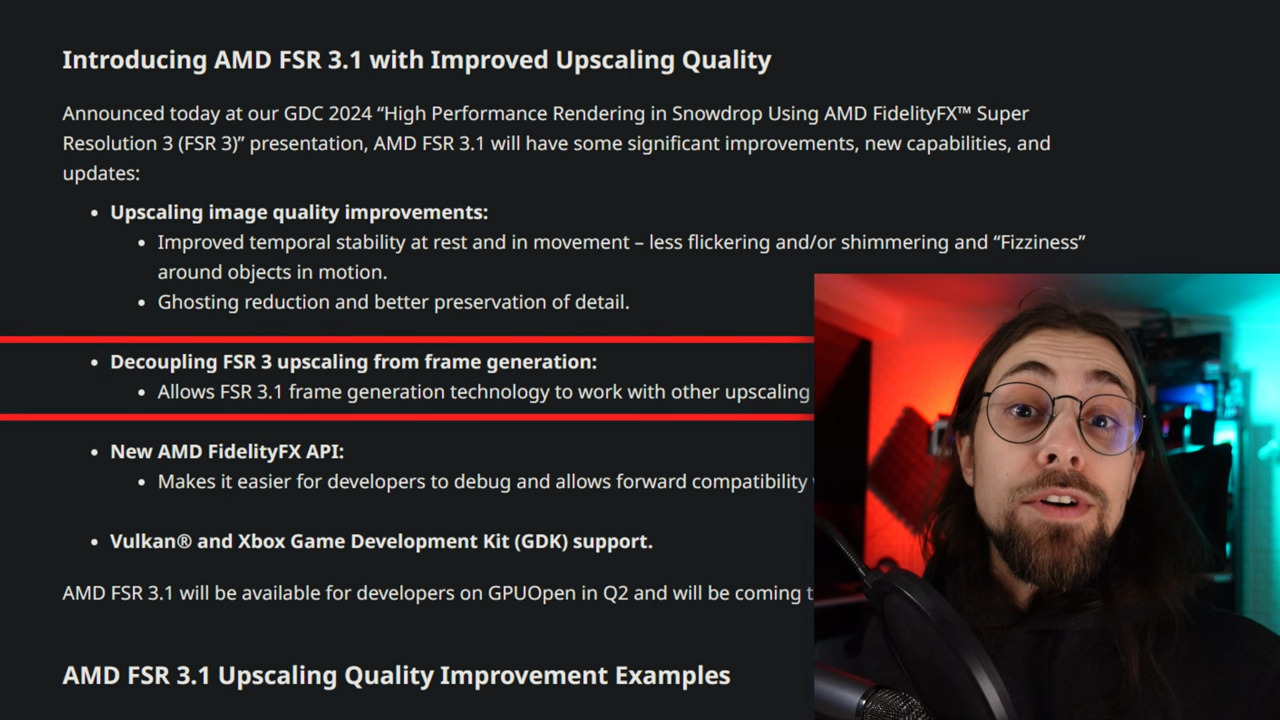 Introducing AMD FSR 3.1 with Improved Upscaling Quality
Announced today at our GDC 2024 “High Performance Rendering in Snowdrop Using AMD FidelityFX™ Super
Resolution 3 (FSR 3)” presentation, AMD FSR 3.1 will have some significant improvements, new capabilities, and
updates:
• Upscaling image quality improvements:
• Improved temporal stability at rest and in movement – less flickering and/or shimmering and “Fizziness”
around objects in motion.
• Ghosting reduction and better preservation of detail.
• Decoupling FSR 3 upscaling from frame generation:
• Allows FSR 3.1 frame generation technology to work with other upscaling
• New AMD FidelityFX API:
• Makes it easier for developers to debug and allows forward compatibility
• Vulkan® and Xbox Game Development Kit (GDK) support.
AMD FSR 3.1 will be available for developers on GPUOpen in Q2 and will be coming
AMD FSR 3.1 Upscaling Quality Improvement Examples